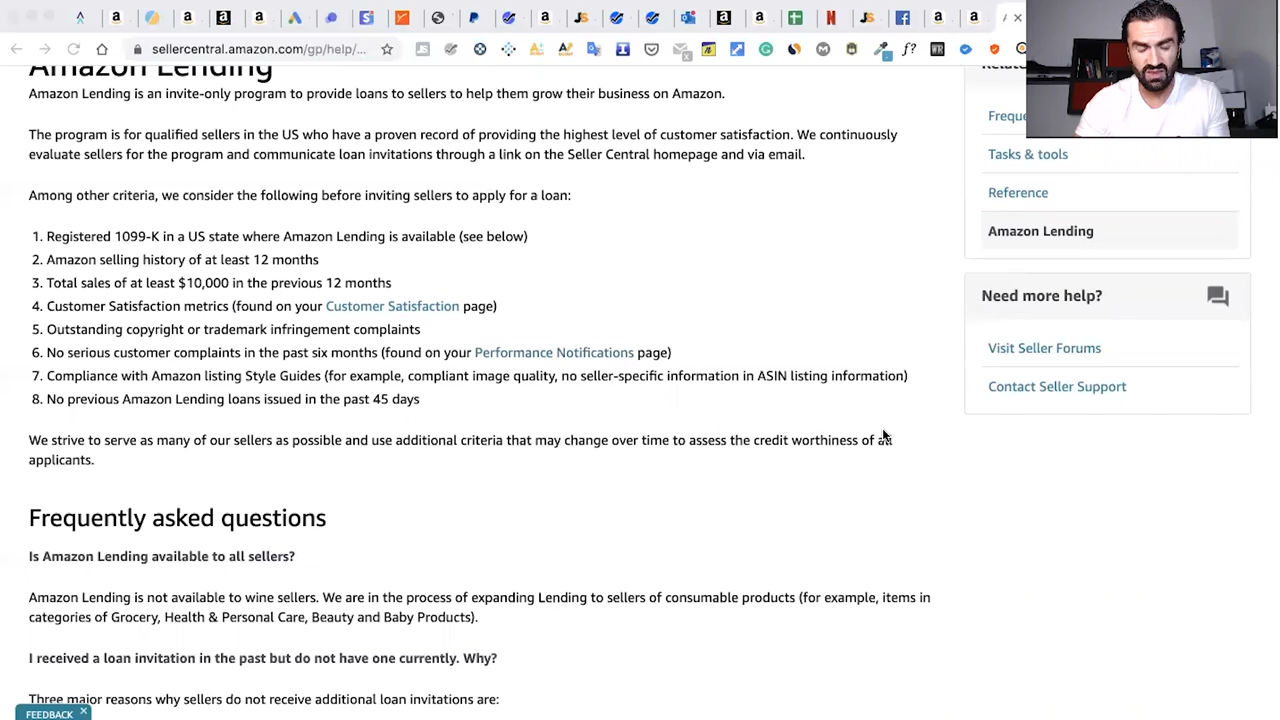 sellercentral.amazon.com/gp/help/...
Amazon Lending
Amazon Lending is an invite-only program to provide loans to sellers to help them grow their business on Amazon.
The program is for qualified sellers in the US who have a proven record of providing the highest level of customer satisfaction. We continuously
evaluate sellers for the program and communicate loan invitations through a link on the Seller Central homepage and via email.
Among other criteria, we consider the following before inviting sellers to apply for a loan:
1. Registered 1099-K in a US state where Amazon Lending is available (see below)
2. Amazon selling history of at least 12 months
3. Total sales of at least $10,000 in the previous 12 months
4. Customer Satisfaction metrics (found on your Customer Satisfaction page)
5. Outstanding copyright or trademark infringement complaints
6. No serious customer complaints in the past six months (found on your Performance Notifications page)
7. Compliance with Amazon listing Style Guides (for example, compliant image quality, no seller-specific information in ASIN listing information)
8. No previous Amazon Lending loans issued in the past 45 days
We strive to serve as many of our sellers as possible and use additional criteria that may change over time to assess the credit worthiness of
applicants.
Frequently asked questions
Is Amazon Lending available to all sellers?
Amazon Lending is not available to wine sellers. We are in the process of expanding Lending to sellers of consumable products (for example, items in
categories of Grocery, Health & Personal Care, Beauty and Baby Products).
I received a loan invitation in the past but do not have one currently. Why?
Three major reasons why sellers do not receive additional loan invitations are:
FEEDBACK
Freque
Tasks & tools
Reference
Amazon Lending
Need more help?
Visit Seller Forums
Contact Seller Support